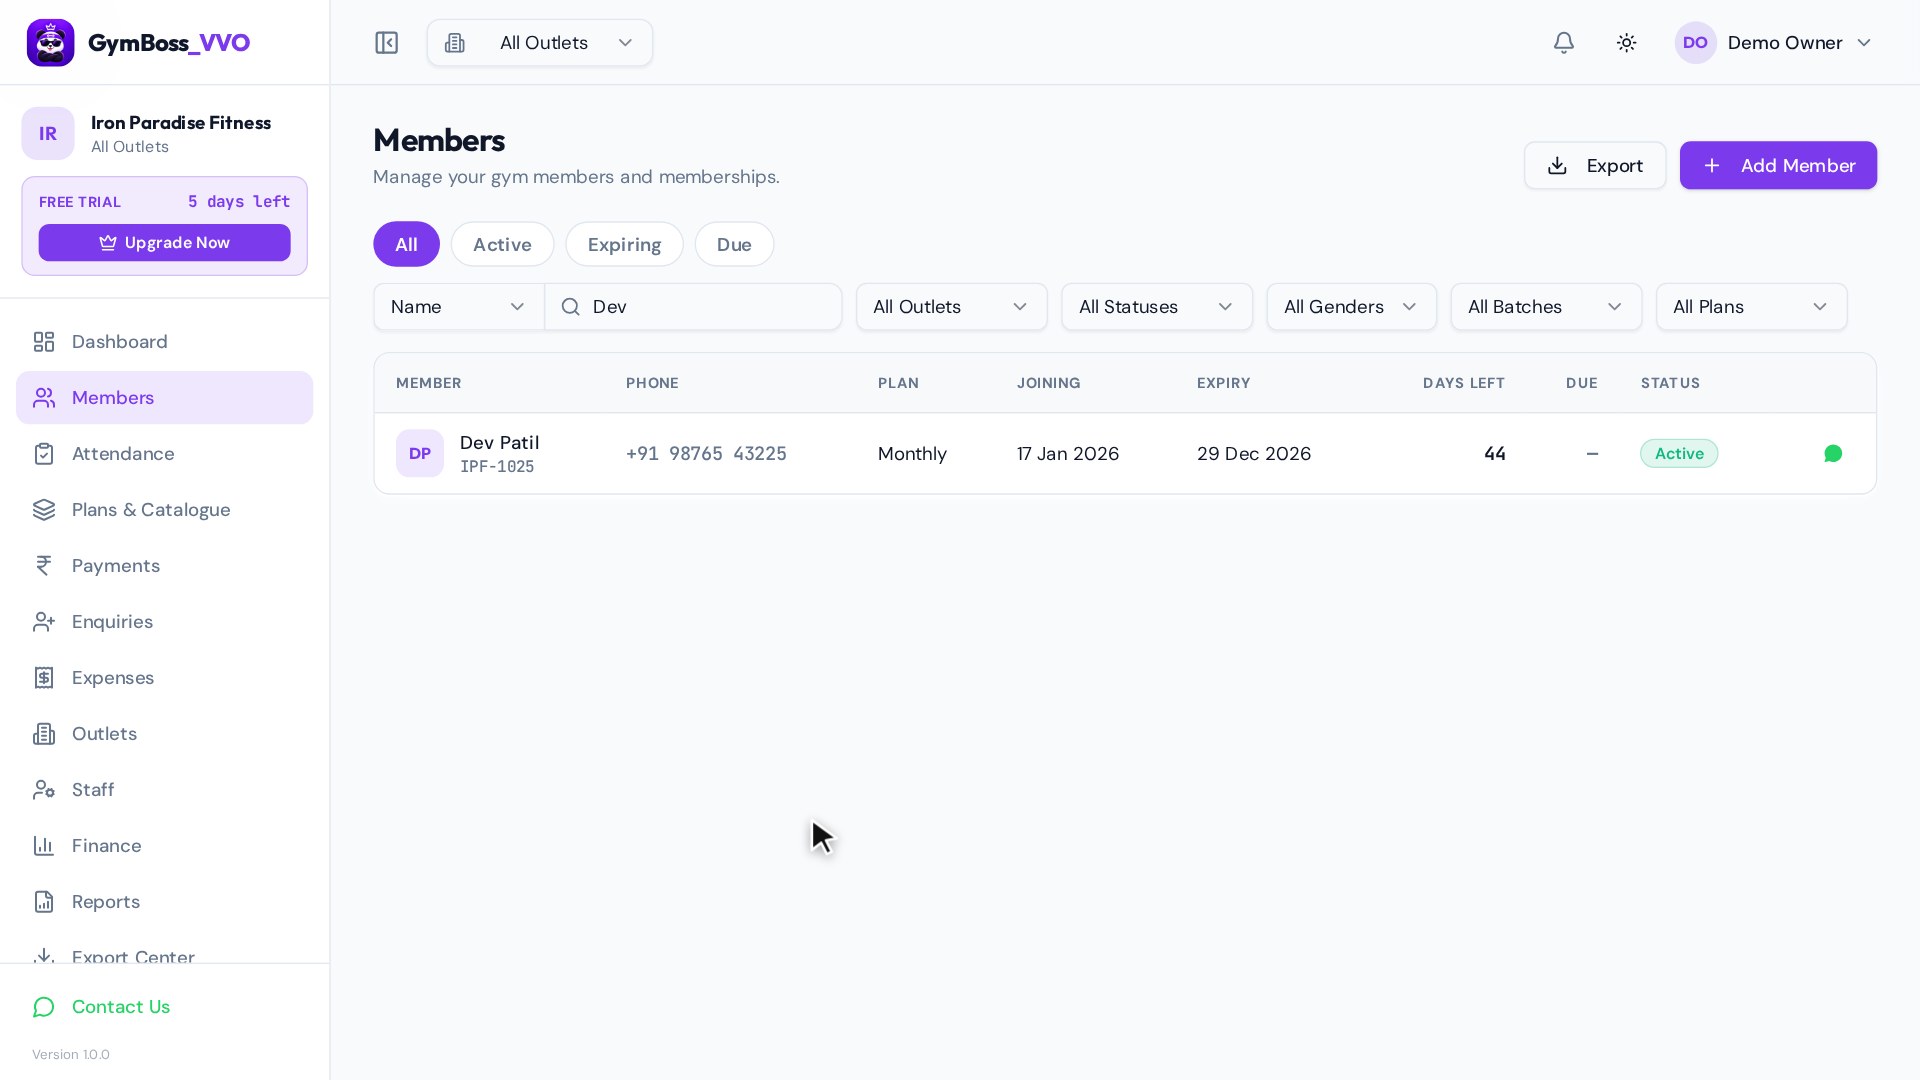 GymBoss_VVO
All Outlets
DO Demo Owner
IR
Iron Paradise Fitness
All Outlets
FREE TRIAL 5 days left
Upgrade Now
Dashboard
Members
Attendance
Plans & Catalogue
Payments
Enquiries
Expenses
Outlets
Staff
Finance
Reports
Export Center
Contact Us
Version 1.0.0
Members
Manage your gym members and memberships.
Export
Add Member
All Active Expiring Due
Name Dev All Outlets All Statuses All Genders All Batches All Plans
MEMBER PHONE PLAN JOINING EXPIRY DAYS LEFT DUE STATUS
DP Dev Patil +91 98765 43225 Monthly 17 Jan 2026 29 Dec 2026 44 – Active
IPF-1025